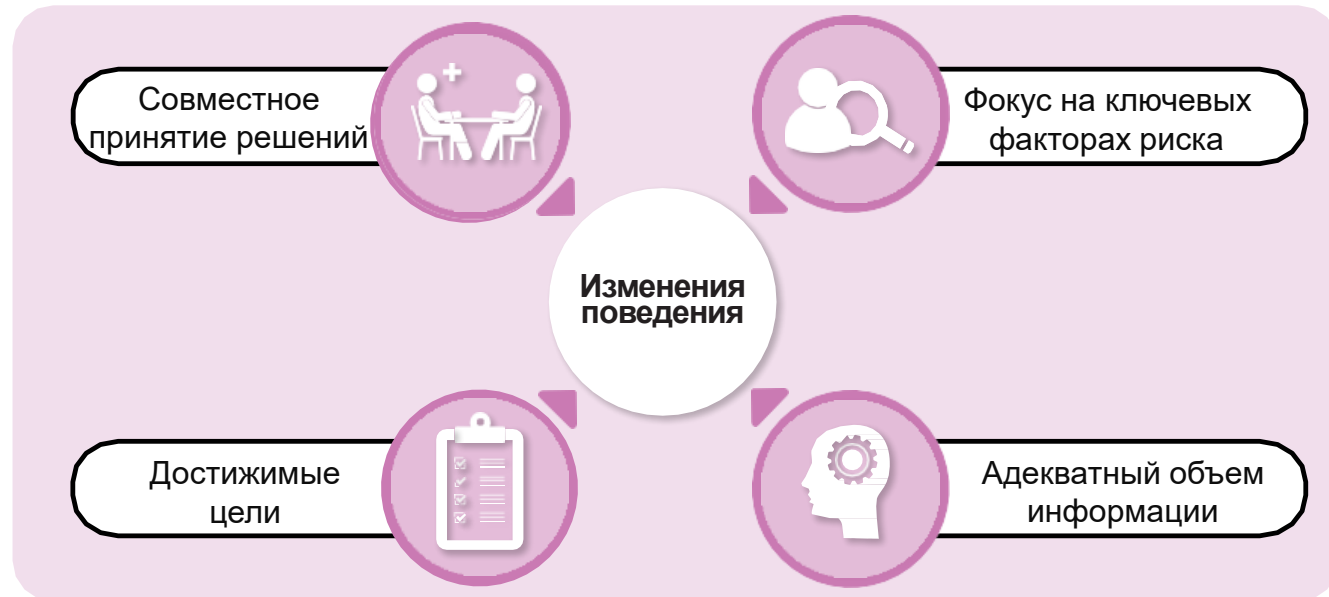 Совместное
принятие решений
Фокус на ключевых
факторах риска
Изменения
поведения
Достижимые
цели
Адекватный объем
информации